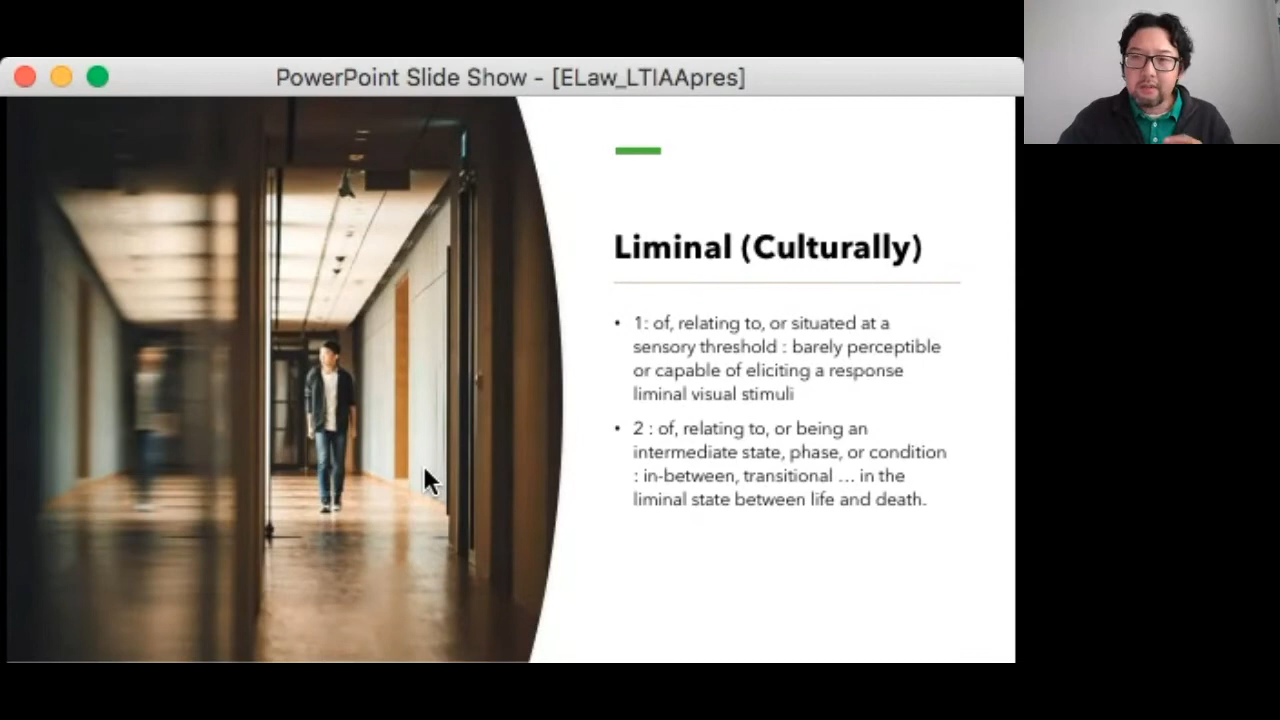 PowerPoint Slide Show - [ELaw_LTIAApres]
Liminal (Culturally)
• 1: of, relating to, or situated at a
sensory threshold : barely perceptible
or capable of eliciting a response
liminal visual stimuli
• 2 : of, relating to, or being an
intermediate state, phase, or condition
: in-between, transitional … in the
liminal state between life and death.